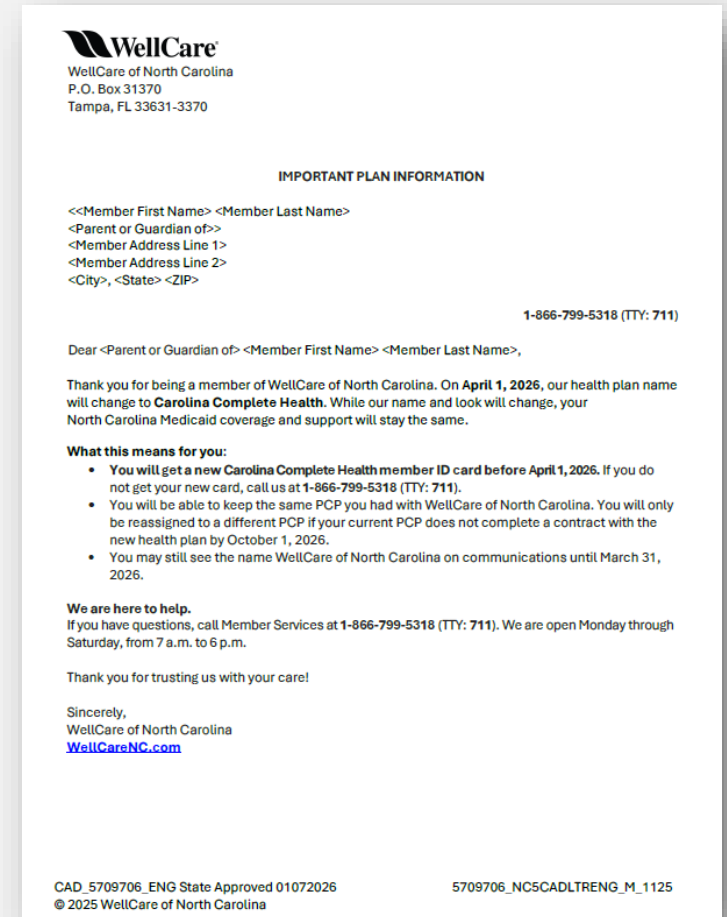 WellCare
WellCare of North Carolina
P.O. Box 31370
Tampa, FL 33631-3370
IMPORTANT PLAN INFORMATION
<<Member First Name> <Member Last Name>
<Parent or Guardian of>>
<Member Address Line 1>
<Member Address Line 2>
<City>, <State> <ZIP>
1-866-799-5318 (TTY: 711)
Dear <Parent or Guardian of> <Member First Name> <Member Last Name>,
Thank you for being a member of WellCare of North Carolina. On April 1, 2026, our health plan name
will change to Carolina Complete Health. While our name and look will change, your
North Carolina Medicaid coverage and support will stay the same.
What this means for you:
• You will get a new Carolina Complete Health member ID card before April 1, 2026. If you do
not get your new card, call us at 1-866-799-5318 (TTY: 711).
• You will be able to keep the same PCP you had with WellCare of North Carolina. You will only
be reassigned to a different PCP if your current PCP does not complete a contract with the
new health plan by October 1, 2026.
• You may still see the name WellCare of North Carolina on communications until March 31,
2026.
We are here to help.
If you have questions, call Member Services at 1-866-799-5318 (TTY: 711). We are open Monday through
Saturday, from 7 a.m. to 6 p.m.
Thank you for trusting us with your care!
Sincerely,
WellCare of North Carolina
WellCareNC.com
CAD_5709706_ENG State Approved 01072026 5709706_NC5CADLTRENG_M_1125
© 2025 WellCare of North Carolina